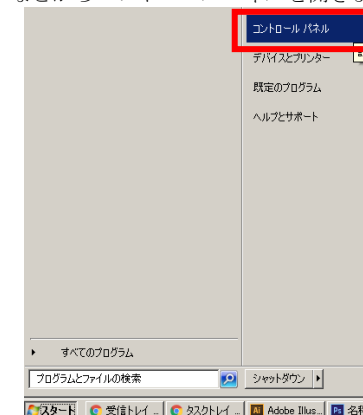 コントロール パネル
デバイスとプリンター
既定のプログラム
ヘルプとサポート
すべてのプログラム
プログラムとファイルの検索
シャットダウン
スタート 受信トレイ - タスクトレイ - Adobe Illus... 名称